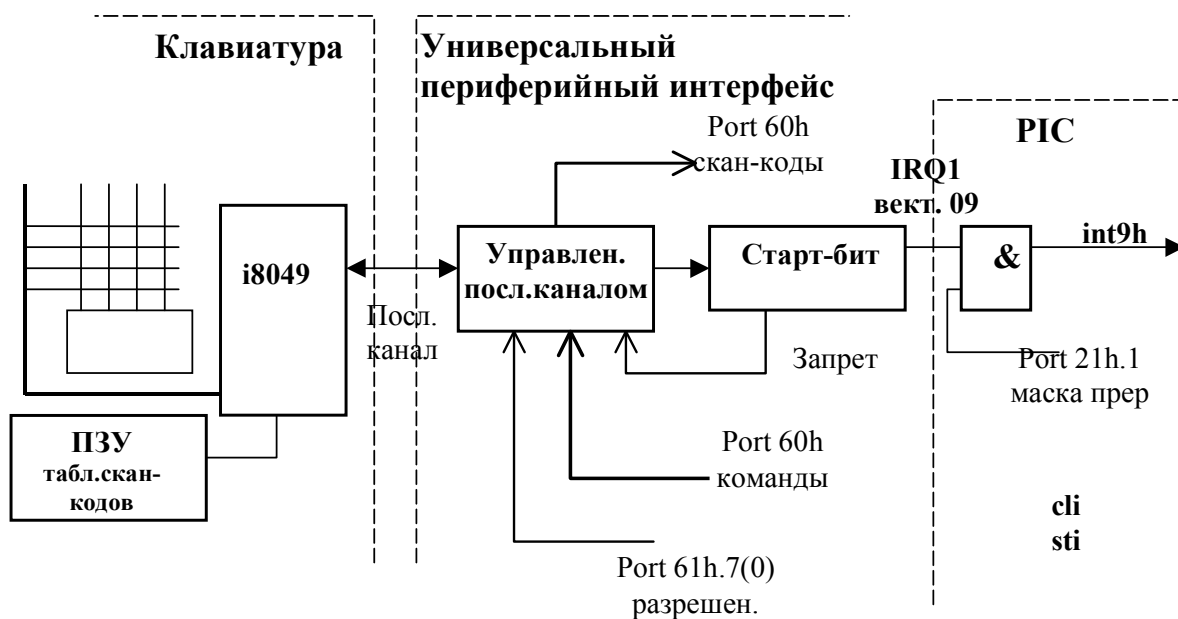 Клавиатура
Универсальный
периферийный интерфейс
Port 60h
скан-коды
PIC
IRQ1
вект. 09
i8049
Управлен.
посл.каналом
Старт-бит
&
int9h
Посл.
канал
Запрет
Port 21h.1
маска прер
ПЗУ
табл.скан-
кодов
Port 60h
команды
cli
sti
Port 61h.7(0)
разрешен.